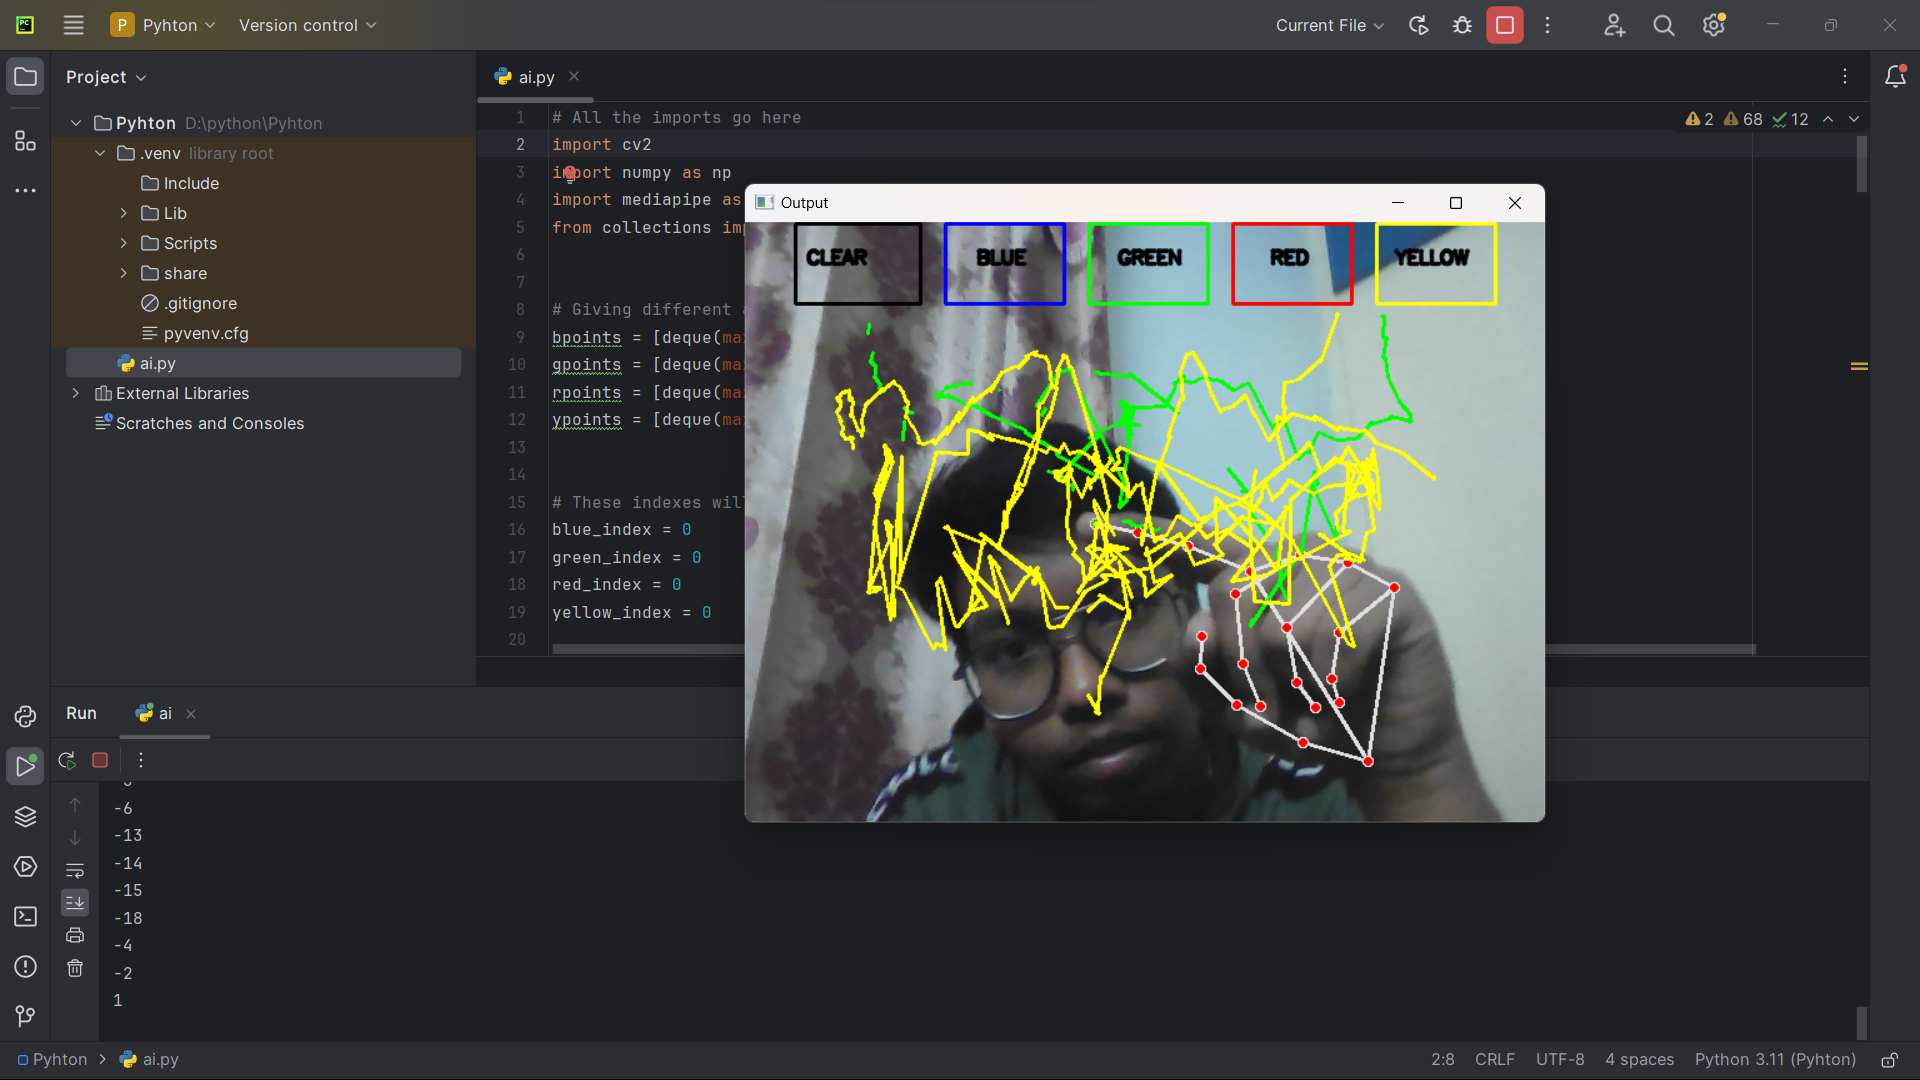 PC
P Pyhton
Version control
Current File
Project
ai.py
Pyhton D:\python\Pyhton
.venv library root
Include
Lib
Scripts
share
.gitignore
pyvenv.cfg
ai.py
External Libraries
Scratches and Consoles
2 68 12
1 # All the imports go here
2 import cv2
3 import numpy as np
4 import mediapipe as
5 from collections
6
7
8 # Giving different
9 bpoints = [deque(
10 gpoints = [deque(
11 rpoints = [deque(
12 ypoints = [deque(
13
14
15 # These indexes wil
16 blue_index = 0
17 green_index = 0
18 red_index = 0
19 yellow_index = 0
20
Output
CLEAR BLUE GREEN RED YELLOW
Run ai
-6
-13
-14
-15
-18
-4
-2
1
Pyhton > ai.py
2:8 CRLF UTF-8 4 spaces Python 3.11 (Pyhton)